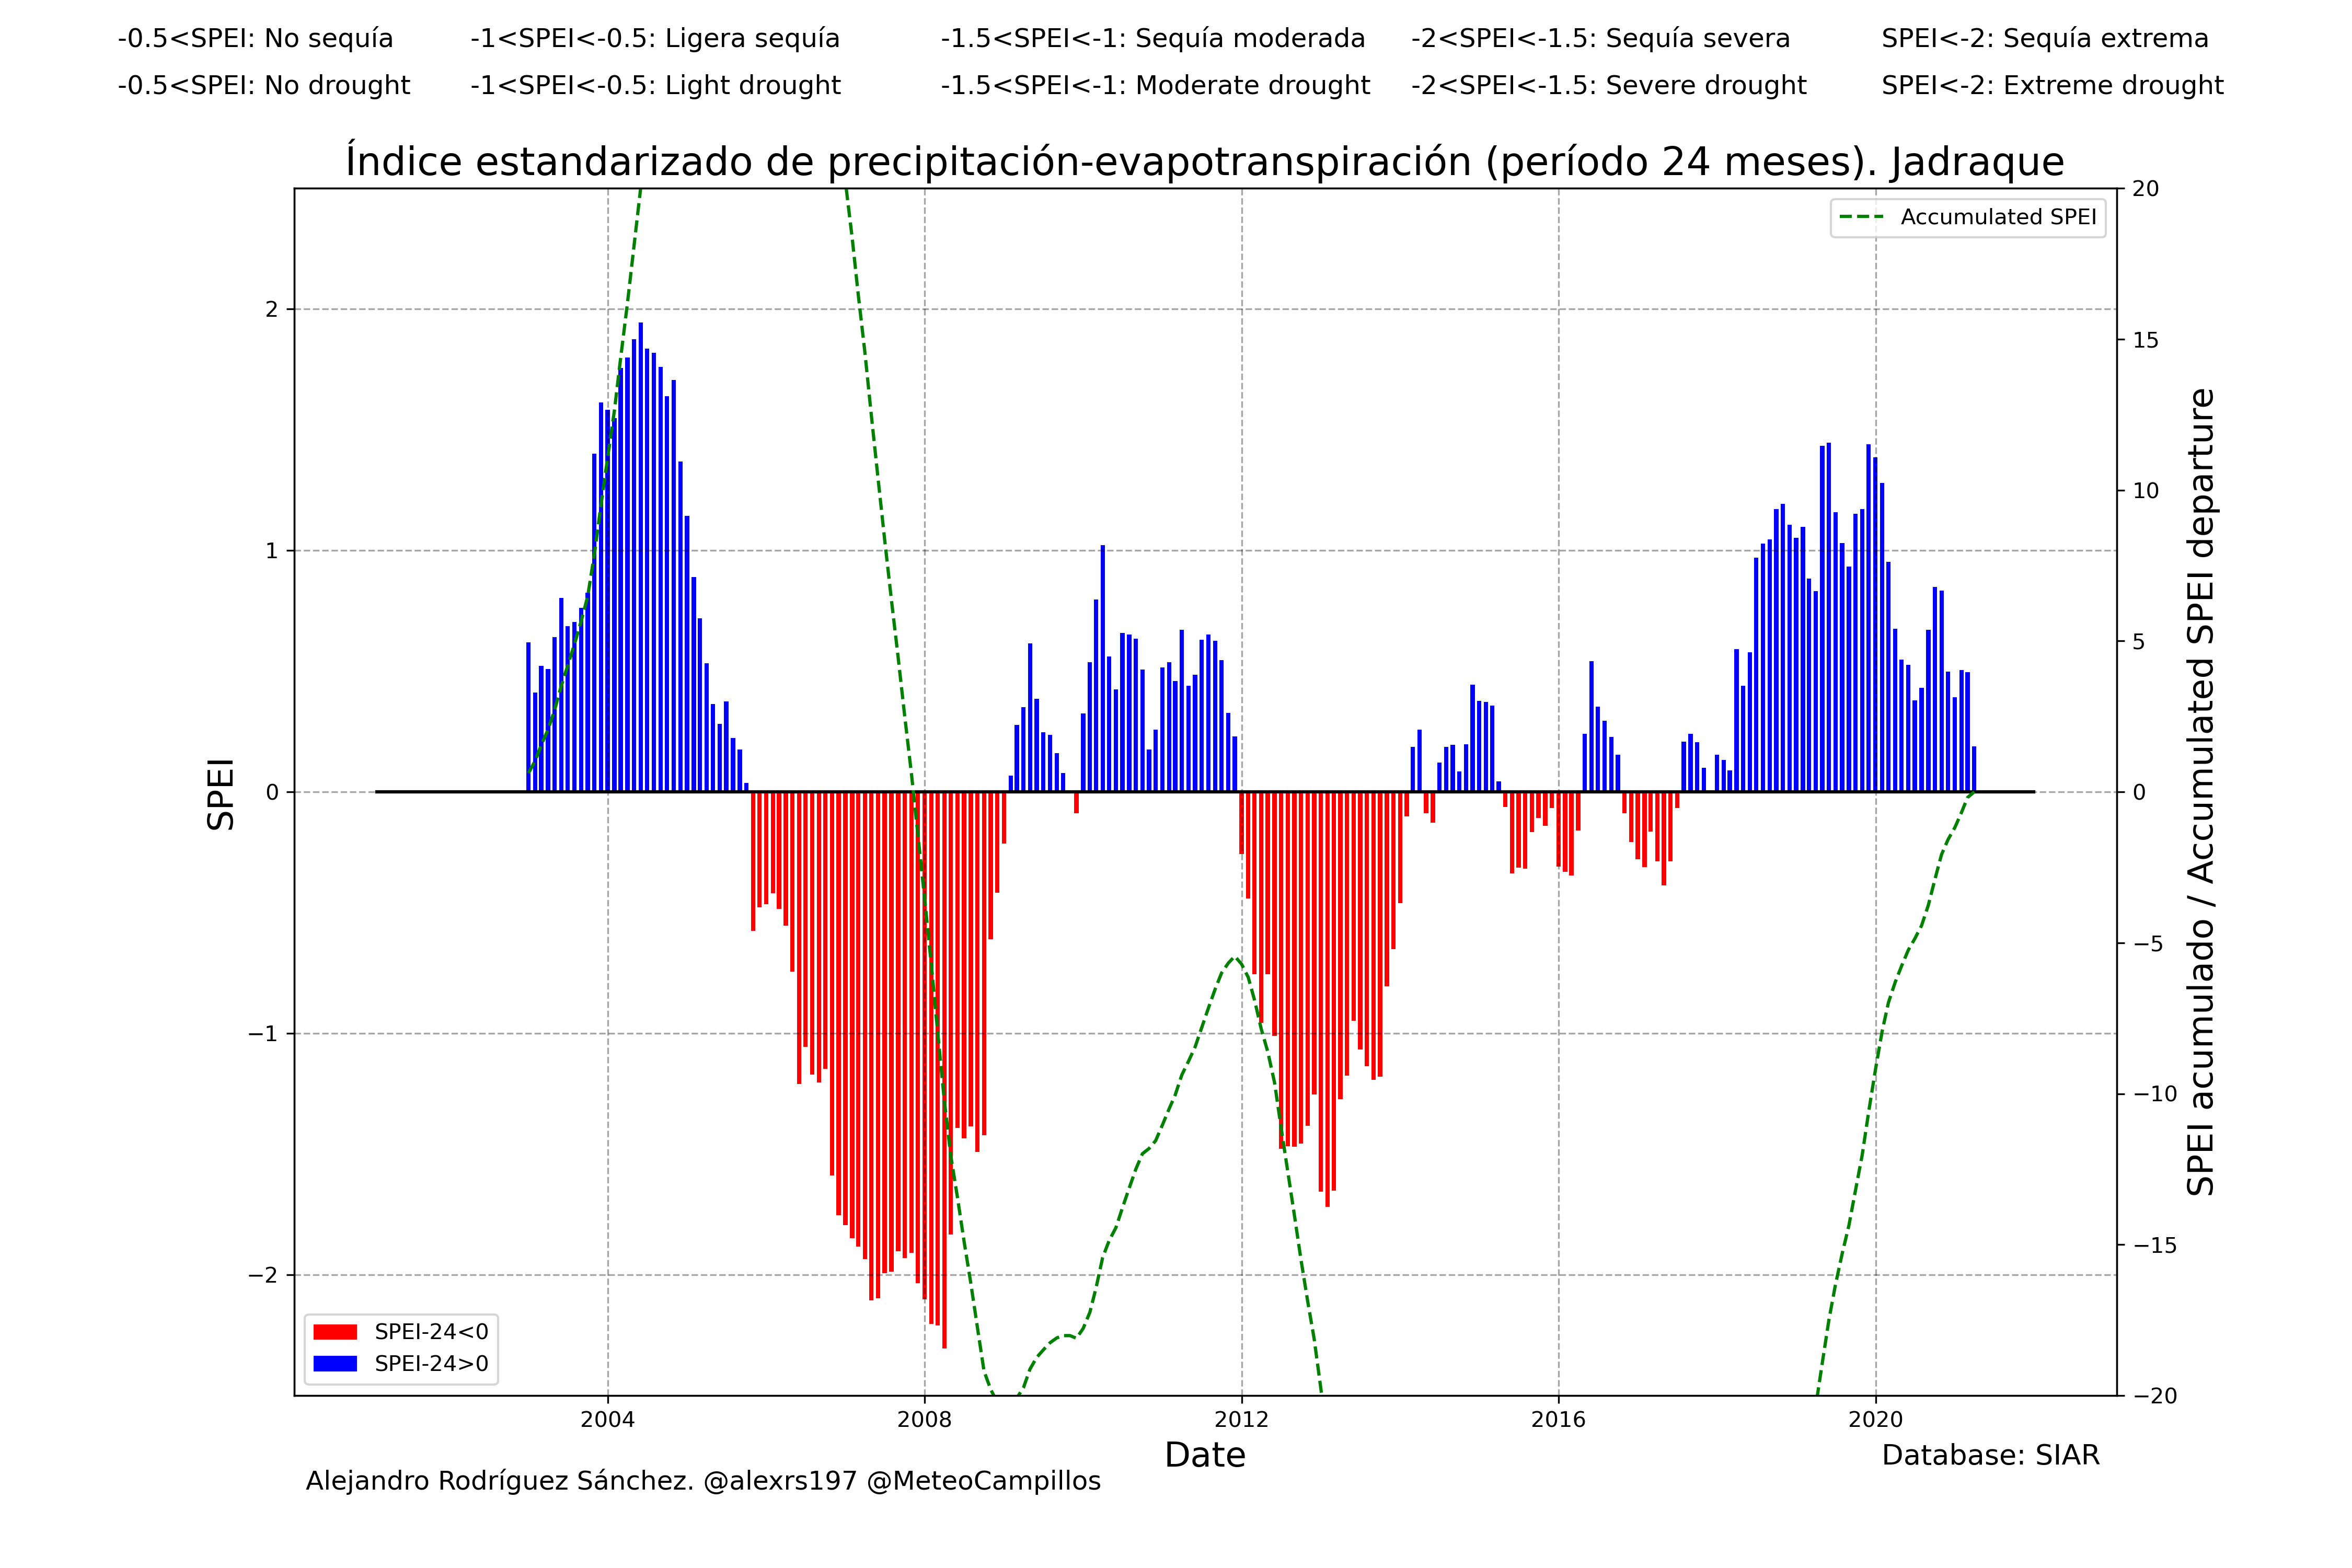 -0.5<SPEI: No sequía -1<SPEI<-0.5: Ligera sequía -1.5<SPEI<-1: Sequía moderada -2<SPEI<-1.5: Sequía severa SPEI<-2: Sequía extrema
-0.5<SPEI: No drought -1<SPEI<-0.5: Light drought -1.5<SPEI<-1: Moderate drought -2<SPEI<-1.5: Severe drought SPEI<-2: Extreme drought
Índice estandarizado de precipitación-evapotranspiración (período 24 meses). Jadraque
Accumulated SPEI
2
1
0
−1
−2
SPEI
20
15
10
5
0
−5
−10
−15
−20
SPEI acumulado / Accumulated SPEI departure
SPEI-24<0
SPEI-24>0
2004 2008 2012 2016 2020
Date
Database: SIAR
Alejandro Rodríguez Sánchez. @alexrs197 @MeteoCampillos